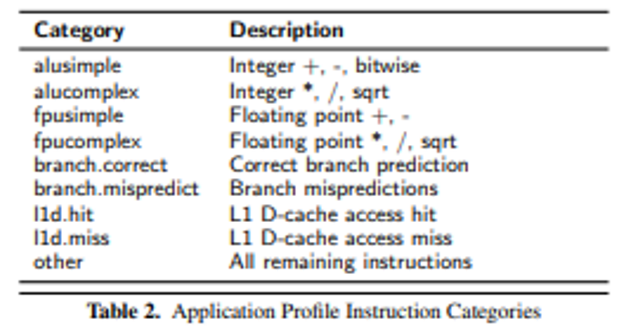 Category Description
alusimple Integer +, -, bitwise
alucomplex Integer *, /, sqrt
fpusimple Floating point +, -
fpucomplex Floating point *, /, sqrt
branch.correct Correct branch prediction
branch.mispredict Branch mispredictions
l1d.hit L1 D-cache access hit
l1d.miss L1 D-cache access miss
other All remaining instructions
Table 2. Application Profile Instruction Categories